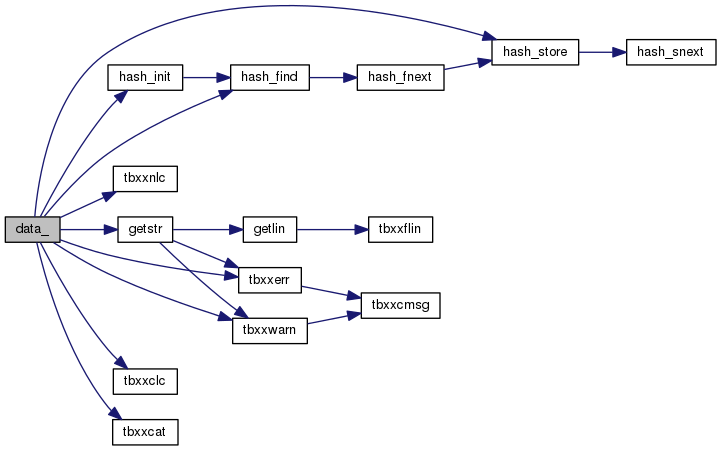 hash_store
hash_snext
hash_init
hash_find
hash_fnext
tbxxnlc
data_
getstr
getlin
tbxxflin
tbxxerr
tbxxcmsg
tbxxwarn
tbxxclc
tbxxcat